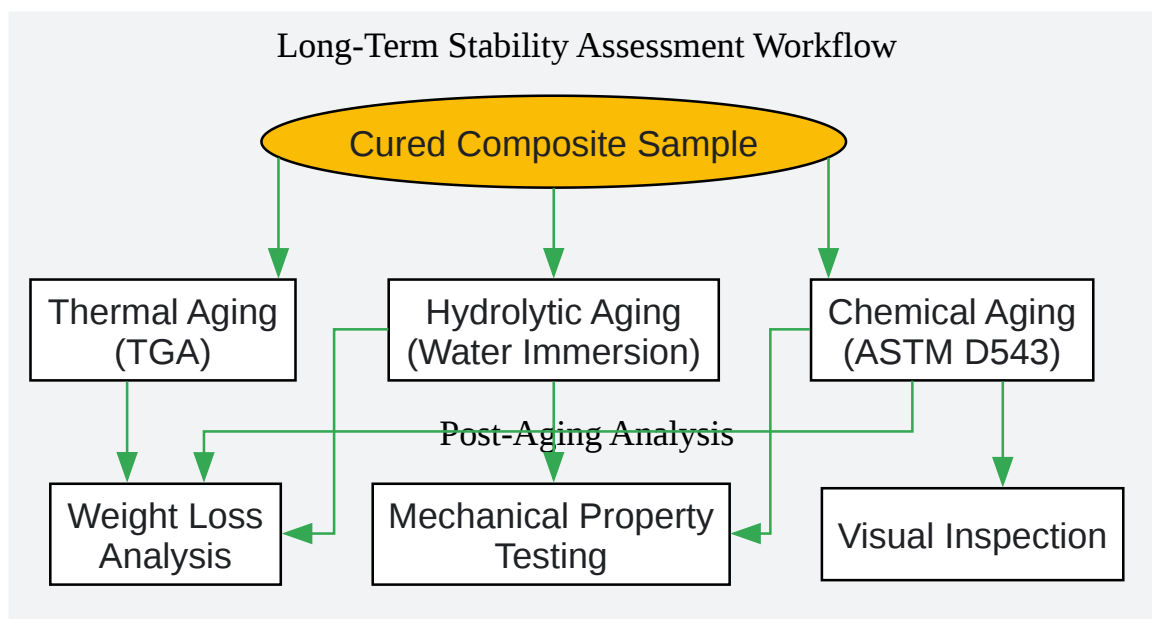 Long-Term Stability Assessment Workflow
Cured Composite Sample
Thermal Aging
(TGA)
Hydrolytic Aging
(Water Immersion)
Chemical Aging
(ASTM D543)
Post-Aging Analysis
Weight Loss
Analysis
Mechanical Property
Testing
Visual Inspection